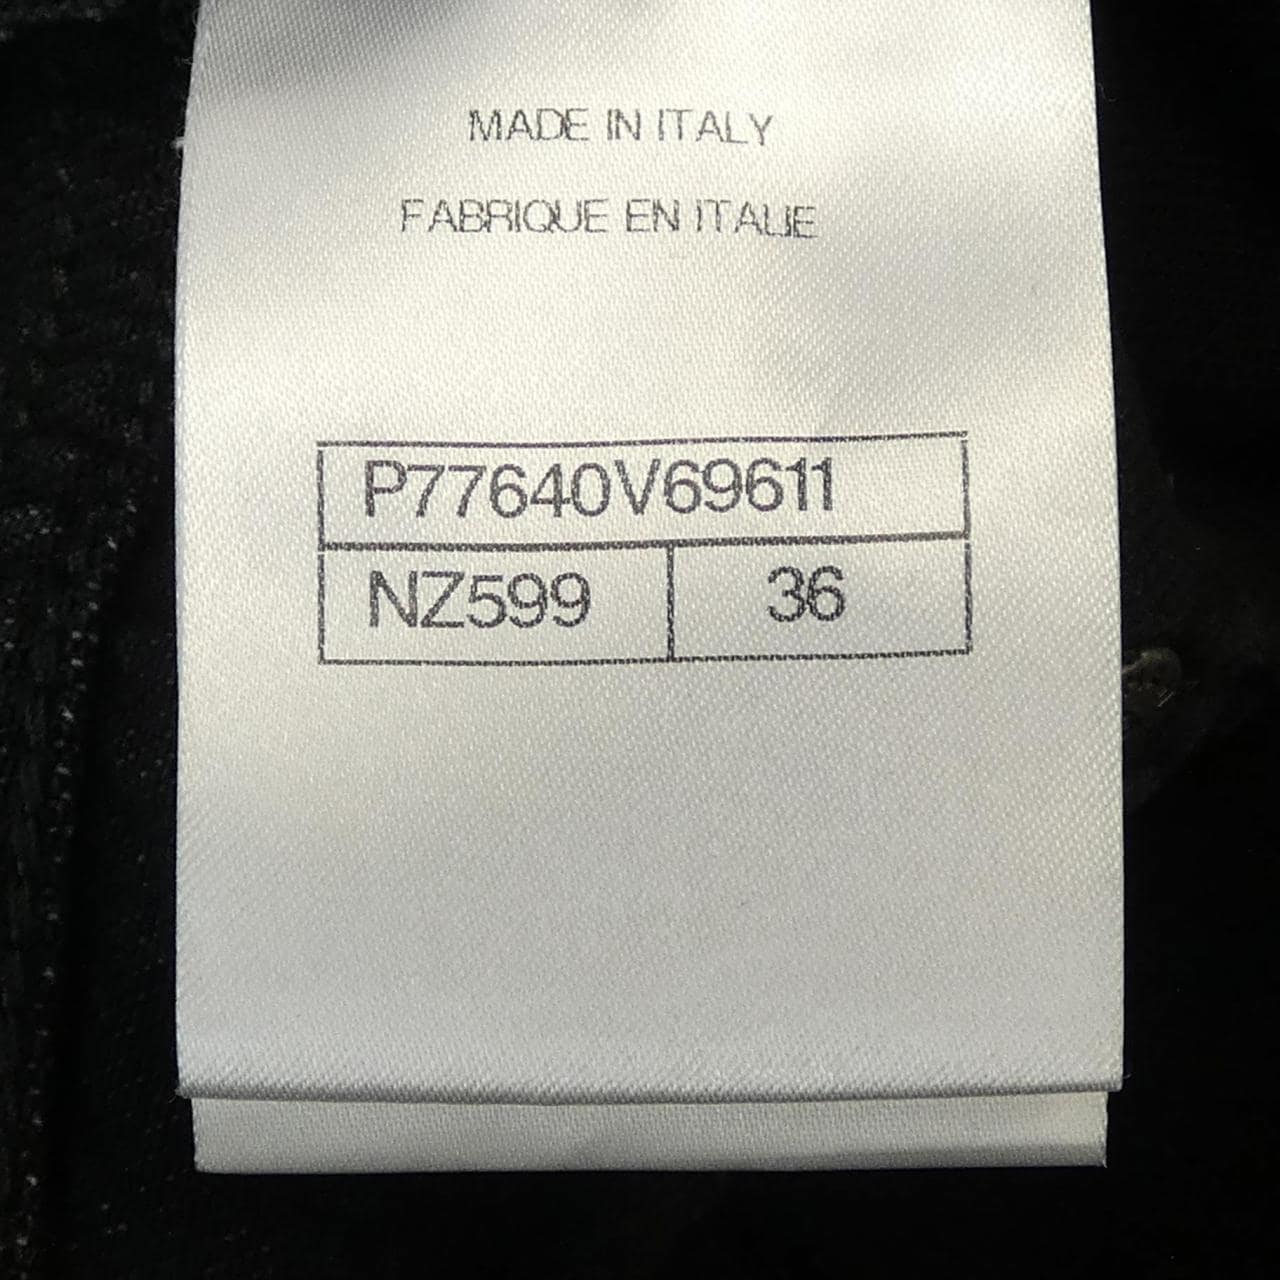 MADE IN ITALY
FABRIQUE EN ITALIE
P77640V69611
NZ599 36